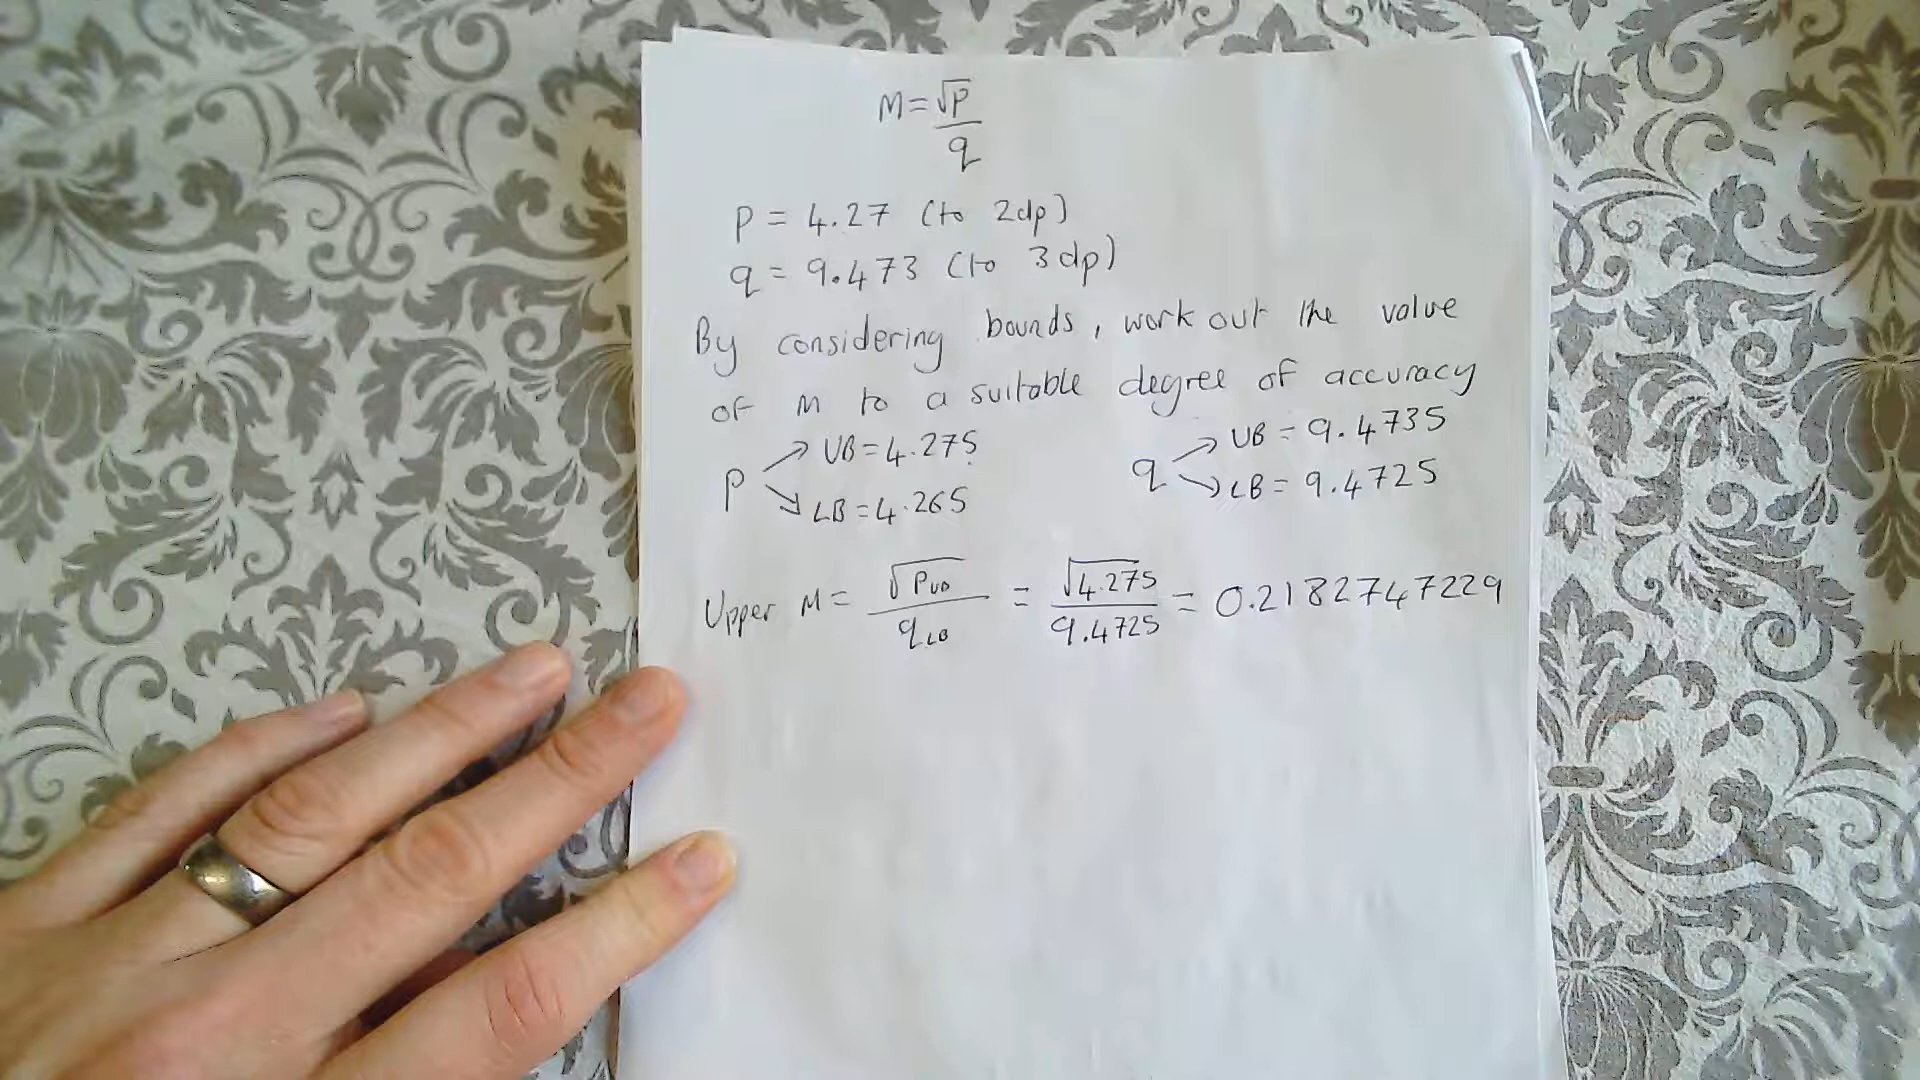 M = √P / q
P = 4.27 (to 2dp)
q = 9.473 (to 3dp)
By considering bounds, work out the value
of M to a suitable degree of accuracy
P → UB = 4.275
→ LB = 4.265
q → UB = 9.4735
→ LB = 9.4725
Upper M = √P_UB / q_LB = √4.275 / 9.4725 = 0.2182747229